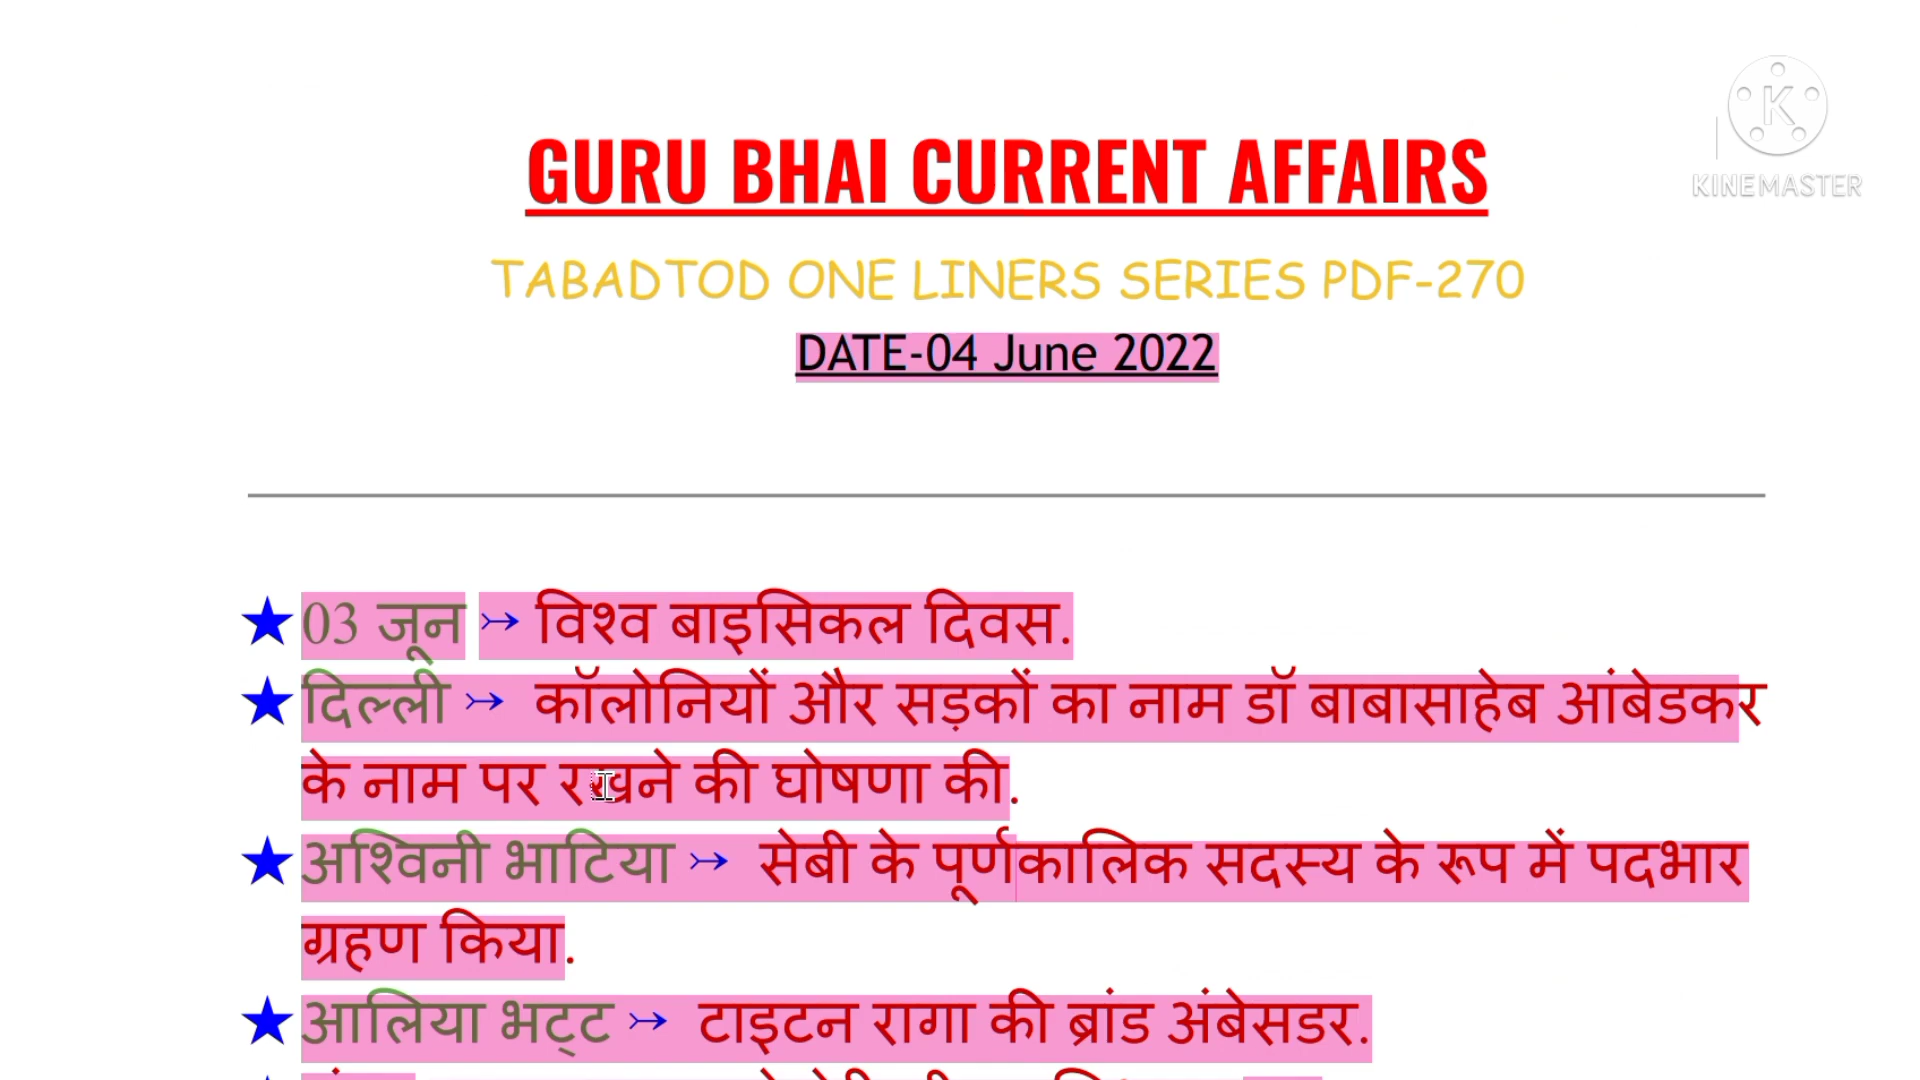 K
KINEMASTER
GURU BHAI CURRENT AFFAIRS
TABADTOD ONE LINERS SERIES PDF-270
DATE-04 June 2022
★ 03 जून ↣ विश्व बाइसिकल दिवस.
★ दिल्ली ↣ कॉलोनियों और सड़कों का नाम डॉ बाबासाहेब आंबेडकर
के नाम पर रखने की घोषणा की.
★ अश्विनी भाटिया ↣ सेबी के पूर्णकालिक सदस्य के रूप में पदभार
ग्रहण किया.
★ आलिया भट्ट ↣ टाइटन रागा की ब्रांड अंबेसडर.